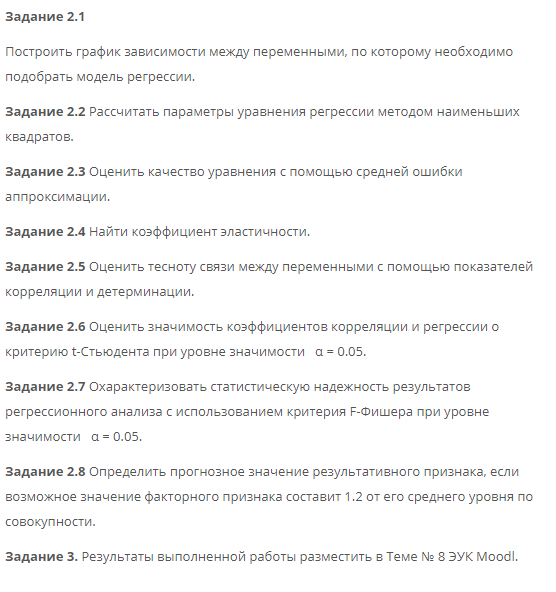 Задание 2.1
Построить график зависимости между переменными, по которому необходимо
подобрать модель регрессии.
Задание 2.2 Рассчитать параметры уравнения регрессии методом наименьших
квадратов.
Задание 2.3 Оценить качество уравнения с помощью средней ошибки
аппроксимации.
Задание 2.4 Найти коэффициент эластичности.
Задание 2.5 Оценить тесноту связи между переменными с помощью показателей
корреляции и детерминации.
Задание 2.6 Оценить значимость коэффициентов корреляции и регрессии о
критерию t-Стьюдента при уровне значимости α = 0.05.
Задание 2.7 Охарактеризовать статистическую надежность результатов
регрессионного анализа с использованием критерия F-Фишера при уровне
значимости α = 0.05.
Задание 2.8 Определить прогнозное значение результативного признака, если
возможное значение факторного признака составит 1.2 от его среднего уровня по
совокупности.
Задание 3. Результаты выполненной работы разместить в Теме № 8 ЭУК Moodl.